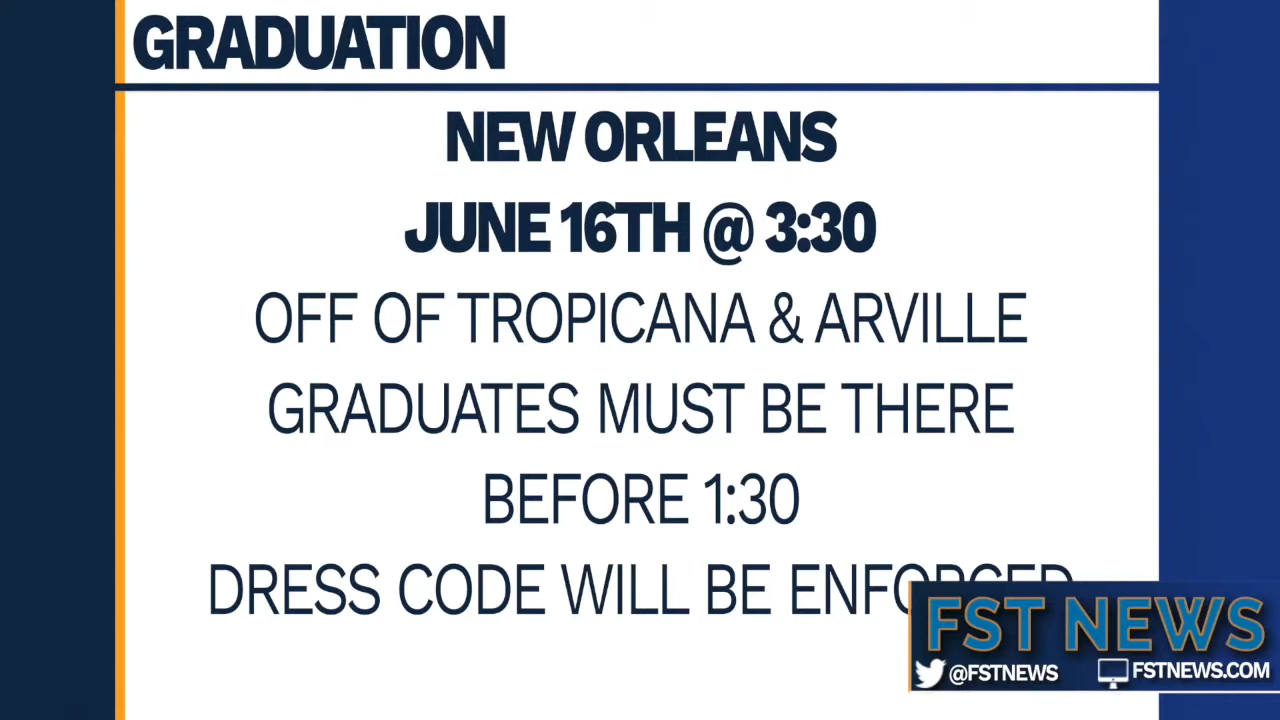 GRADUATION
NEW ORLEANS
JUNE 16TH @ 3:30
OFF OF TROPICANA & ARVILLE
GRADUATES MUST BE THERE
BEFORE 1:30
DRESS CODE WILL BE ENFORCED
FST NEWS
@FSTNEWS FSTNEWS.COM